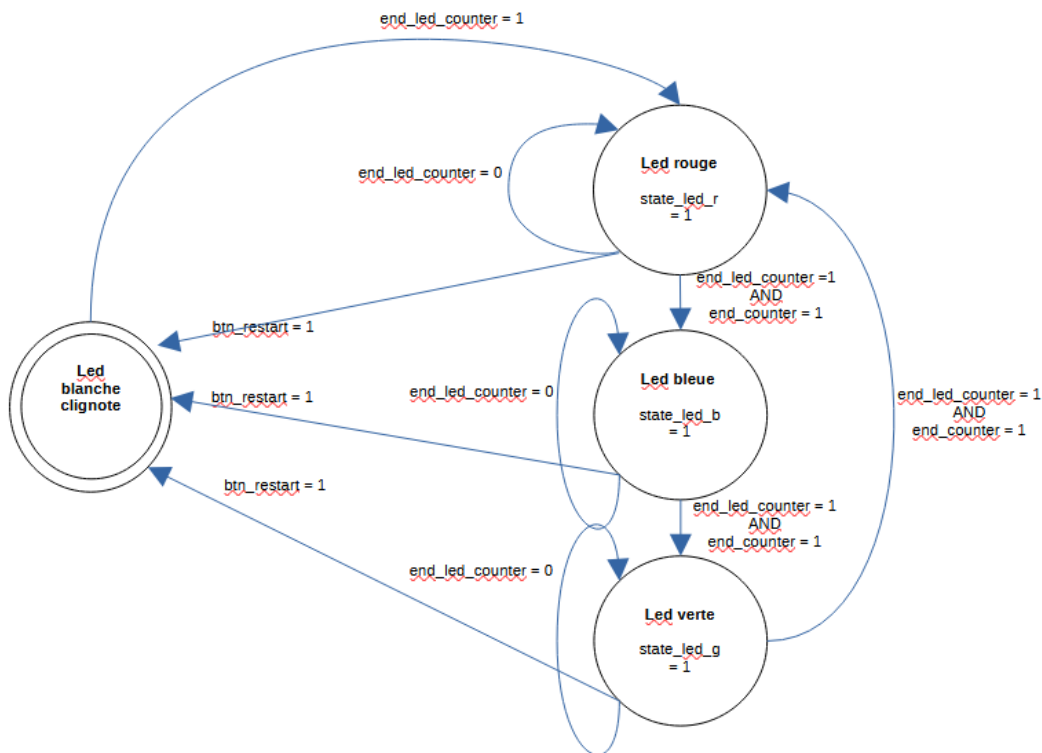 end_led_counter = 1
Led rouge
state_led_r
= 1
end_led_counter = 0
end_led_counter =1
AND
end_counter = 1
btn_restart = 1
Led
blanche
clignote
Led bleue
state_led_b
= 1
end_led_counter = 0
btn_restart = 1
end_led_counter = 1
AND
end_counter = 1
btn_restart = 1
end_led_counter = 1
AND
end_counter = 1
end_led_counter = 0
Led verte
state_led_g
= 1